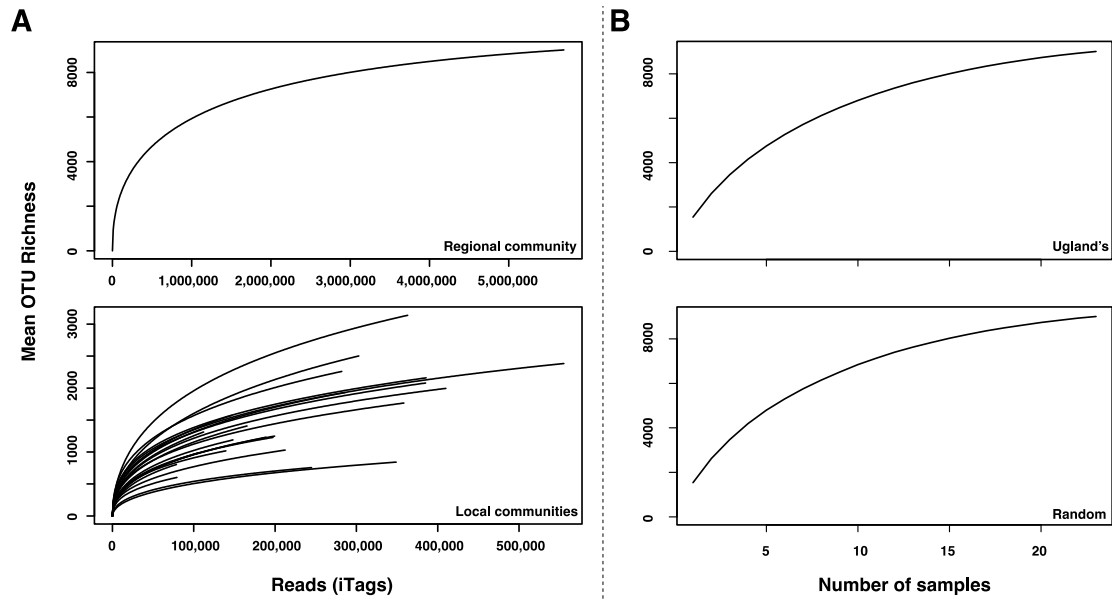 A
B
Mean OTU Richness
8000
4000
0
Regional community
0 1,000,000 2,000,000 3,000,000 4,000,000 5,000,000
3000
2000
1000
0
Local communities
0 100,000 200,000 300,000 400,000 500,000
Reads (iTags)
8000
4000
0
Ugland's
8000
4000
0
Random
5 10 15 20
Number of samples